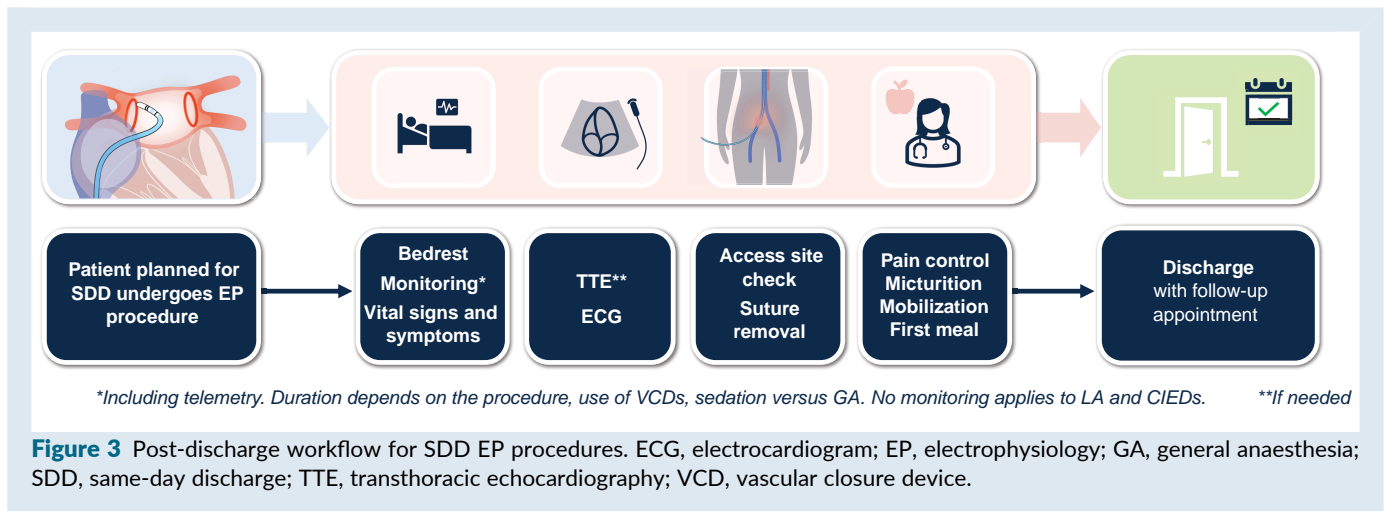 Patient planned for
SDD undergoes EP
procedure
Bedrest
Monitoring*
Vital signs and
symptoms
TTE**
ECG
Access site
check
Suture
removal
Pain control
Micturition
Mobilization
First meal
Discharge
with follow-up
appointment
*Including telemetry. Duration depends on the procedure, use of VCDs, sedation versus GA. No monitoring applies to LA and CIEDs.
**If needed
Figure 3 Post-discharge workflow for SDD EP procedures. ECG, electrocardiogram; EP, electrophysiology; GA, general anaesthesia;
SDD, same-day discharge; TTE, transthoracic echocardiography; VCD, vascular closure device.